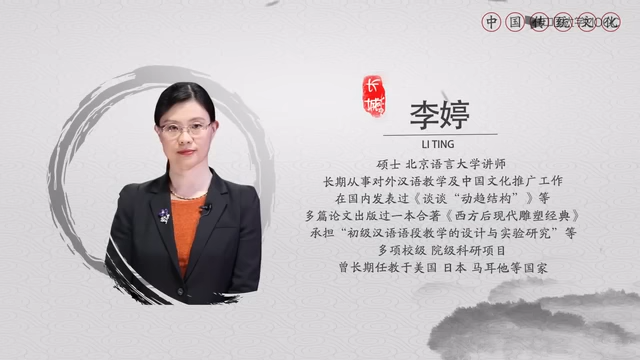 中国传统文化
长城
李婷
LI TING
硕士 北京语言大学讲师
长期从事对外汉语教学及中国文化推广工作
在国内发表过《谈谈“动趋结构”》等
多篇论文出版过一本合著《西方后现代雕塑经典》
承担“初级汉语语段教学的设计与实验研究”等
多项校级 院级科研项目
曾长期任教于美国 日本 马耳他等国家